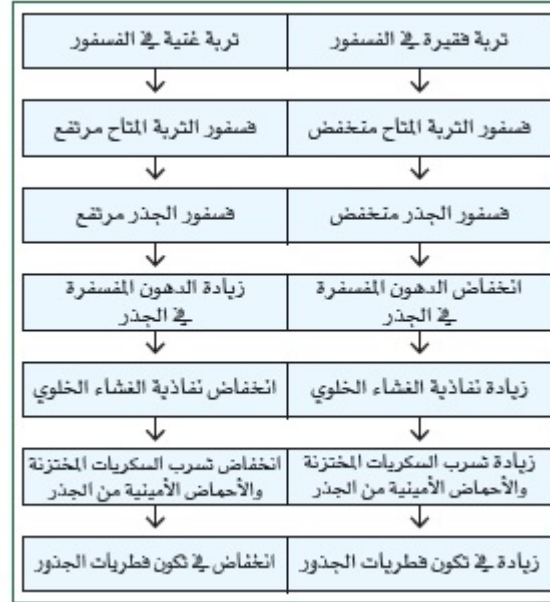 تربة فقيرة في الفسفور
تربة غنية في الفسفور
فسفور التربة المتاح متخفض
فسفور التربة المتاح مرتفع
فسفور الجذر متخفض
فسفور الجذر مرتفع
انخفاض الدهون المفسفرة
في الجذر
زيادة الدهون المفسفرة
في الجذر
زيادة نفاذية الغشاء الخلوي
انخفاض نفاذية الغشاء الخلوي
زيادة تسرب السكريات المختزنة
والأحماض الأمينية من الجذر
انخفاض تسرب السكريات المختزنة
والأحماض الأمينية من الجذر
زيادة في تكون فطريات الجذور
انخفاض في تكون فطريات الجذور